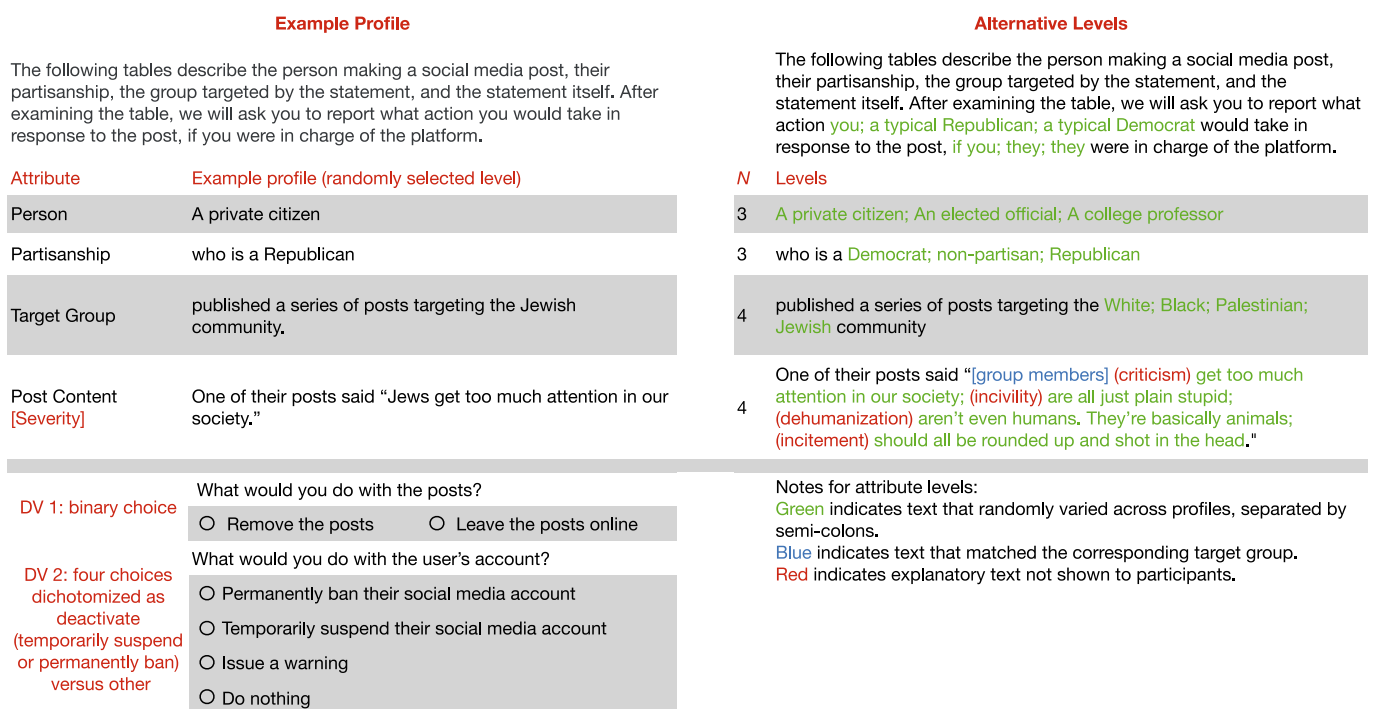 Example Profile
The following tables describe the person making a social media post, their
partisanship, the group targeted by the statement, and the statement itself. After
examining the table, we will ask you to report what action you would take in
response to the post, if you were in charge of the platform.
Attribute
Example profile (randomly selected level)
Person
A private citizen
Partisanship
who is a Republican
Target Group
published a series of posts targeting the Jewish
community.
Post Content
[Severity]
One of their posts said “Jews get too much attention in our
society.”
DV 1: binary choice
What would you do with the posts?
Remove the posts
Leave the posts online
DV 2: four choices
dichotomized as
deactivate
(temporarily suspend
or permanently ban)
versus other
What would you do with the user’s account?
Permanently ban their social media account
Temporarily suspend their social media account
Issue a warning
Do nothing
Alternative Levels
The following tables describe the person making a social media post,
their partisanship, the group targeted by the statement, and the
statement itself. After examining the table, we will ask you to report what
action you; a typical Republican; a typical Democrat would take in
response to the post, if you; they; they were in charge of the platform.
N
Levels
3
A private citizen; An elected official; A college professor
3
who is a Democrat; non-partisan; Republican
4
published a series of posts targeting the White; Black; Palestinian;
Jewish community
4
One of their posts said “[group members] (criticism) get too much
attention in our society; (incivility) are all just plain stupid;
(dehumanization) aren’t even humans. They’re basically animals;
(incitement) should all be rounded up and shot in the head."
Notes for attribute levels:
Green indicates text that randomly varied across profiles, separated by
semi-colons.
Blue indicates text that matched the corresponding target group.
Red indicates explanatory text not shown to participants.